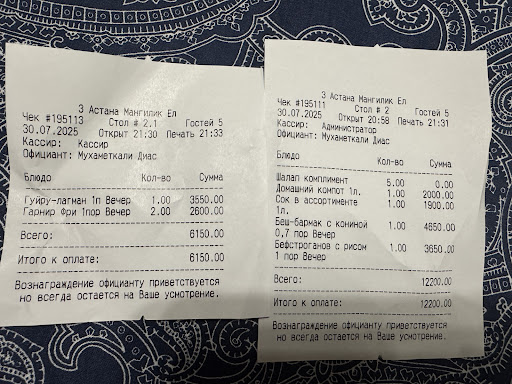 3 Астана Мангилик Ел
Чек #195113 Стол # 2.1 Гостей 5
30.07.2025 Открыт 21:30 Печать 21:33
Кассир: Кассир
Официант: Мухаметкали Диас
Блюдо Кол-во Сумма
Гуйру-лагман 1п Вечер 1.00 3550.00
Гарнир Фри 1пор Вечер 2.00 2600.00
Всего: 6150.00
Итого к оплате: 6150.00
Вознаграждение официанту приветствуется
но всегда остается на Ваше усмотрение.
3 Астана Мангилик Ел
Чек #195111 Стол # 2 Гостей 5
30.07.2025 Открыт 20:58 Печать 21:31
Кассир: Администратор
Официант: Мухаметкали Диас
Блюдо Кол-во Сумма
Шалап комплимент 5.00 0.00
Домашний компот 1л. 1.00 2000.00
Сок в ассортименте 1.00 1900.00
1л.
Беш-бармак с кониной 1.00 4650.00
0,7 пор Вечер
Бефстроганов с рисом 1.00 3650.00
1 пор Вечер
Всего: 12200.00
Итого к оплате: 12200.00
Вознаграждение официанту приветствуется
но всегда остается на Ваше усмотрение.